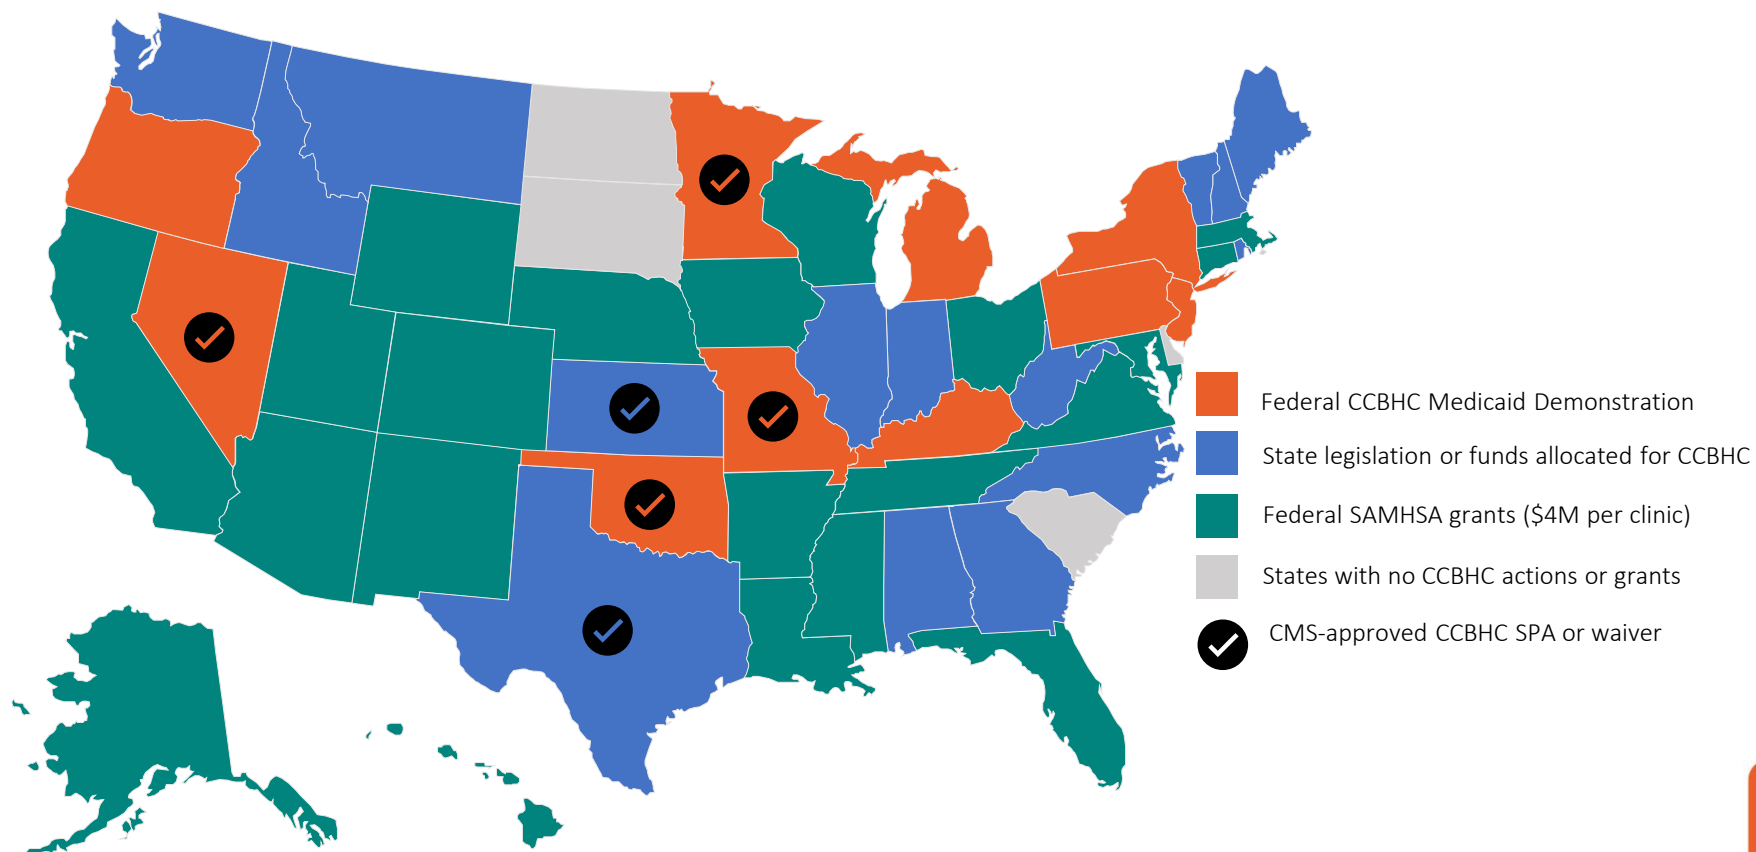 Federal CCBHC Medicaid Demonstration
State legislation or funds allocated for CCBHC
Federal SAMHSA grants ($4M per clinic)
States with no CCBHC actions or grants
CMS-approved CCBHC SPA or waiver